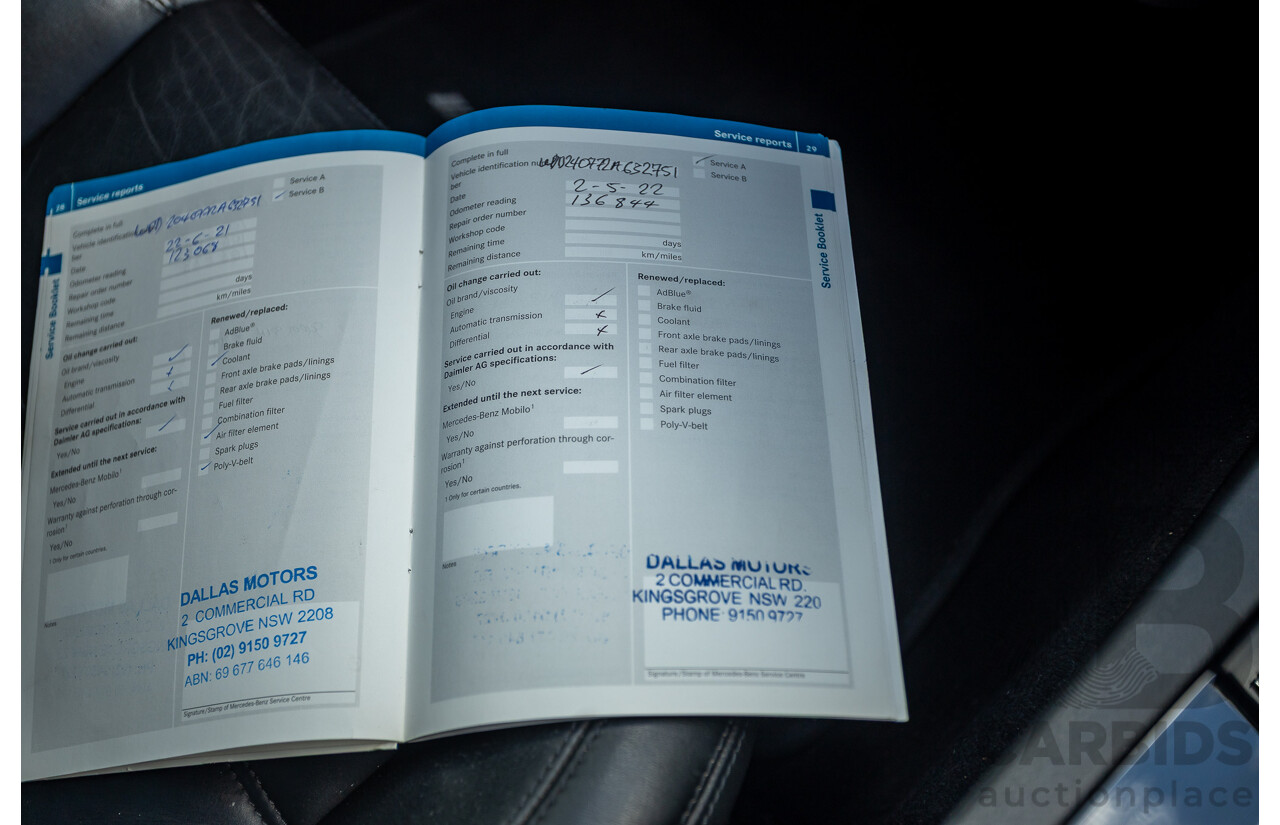 28 Service reports
Complete in full
Service A
Service B
Vehicle identification
ber
Date 22-6-21
Odometer reading 123068
Repair order number
Workshop code
Remaining time days
Remaining distance km/miles
Oil change carried out:
Oil brand/viscosity
Engine
Automatic transmission
Differential
Service carried out in accordance with
Daimler AG specifications:
Yes/No
Extended until the next service:
Mercedes-Benz Mobilo¹
Yes/No
Warranty against perforation through cor-
rosion¹
Yes/No
¹ Only for certain countries.
Notes
Renewed/replaced:
AdBlue®
Brake fluid
Coolant
Front axle brake pads/linings
Rear axle brake pads/linings
Fuel filter
Combination filter
Air filter element
Spark plugs
Poly-V-belt
DALLAS MOTORS
2 COMMERCIAL RD
KINGSGROVE NSW 2208
PH: (02) 9150 9727
ABN: 69 677 646 146
Signature/Stamp of Mercedes-Benz Service Centre
Service Booklet
Service reports 29
Complete in full
Service A
Service B
Vehicle identification num
ber
Date 2-5-22
Odometer reading 136844
Repair order number
Workshop code
Remaining time days
Remaining distance km/miles
Oil change carried out:
Oil brand/viscosity
Engine
Automatic transmission
Differential
Service carried out in accordance with
Daimler AG specifications:
Yes/No
Extended until the next service:
Mercedes-Benz Mobilo¹
Yes/No
Warranty against perforation through cor-
rosion¹
Yes/No
¹ Only for certain countries.
Notes
Renewed/replaced:
AdBlue®
Brake fluid
Coolant
Front axle brake pads/linings
Rear axle brake pads/linings
Fuel filter
Combination filter
Air filter element
Spark plugs
Poly-V-belt
DALLAS MOTORS
2 COMMERCIAL RD.
KINGSGROVE NSW 220
PHONE: 9150 9727
Signature/Stamp of Mercedes-Benz Service Centre
Service Booklet
CARBIDS
auctionplace